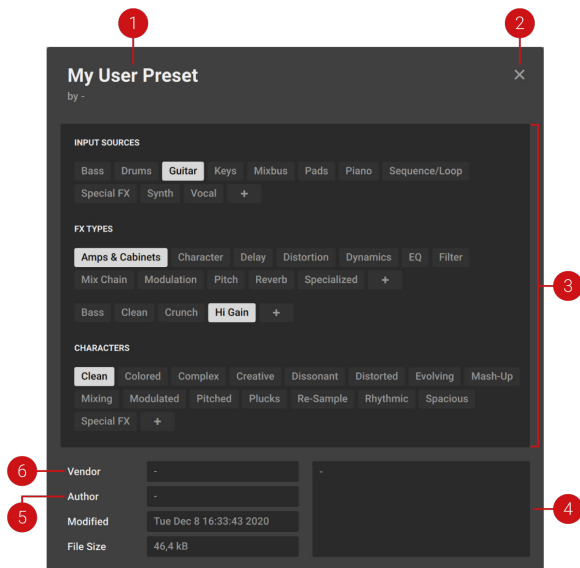 1
2
My User Preset
by -
INPUT SOURCES
Bass Drums Guitar Keys Mixbus Pads Piano Sequence/Loop
Special FX Synth Vocal +
FX TYPES
Amps & Cabinets Character Delay Distortion Dynamics EQ Filter
Mix Chain Modulation Pitch Reverb Specialized +
3
Bass Clean Crunch Hi Gain +
CHARACTERS
Clean Colored Complex Creative Dissonant Distorted Evolving Mash-Up
Mixing Modulated Pitched Plucks Re-Sample Rhythmic Spacious
Special FX +
6 Vendor - -
5 Author -
4
Modified Tue Dec 8 16:33:43 2020
File Size 46,4 kB